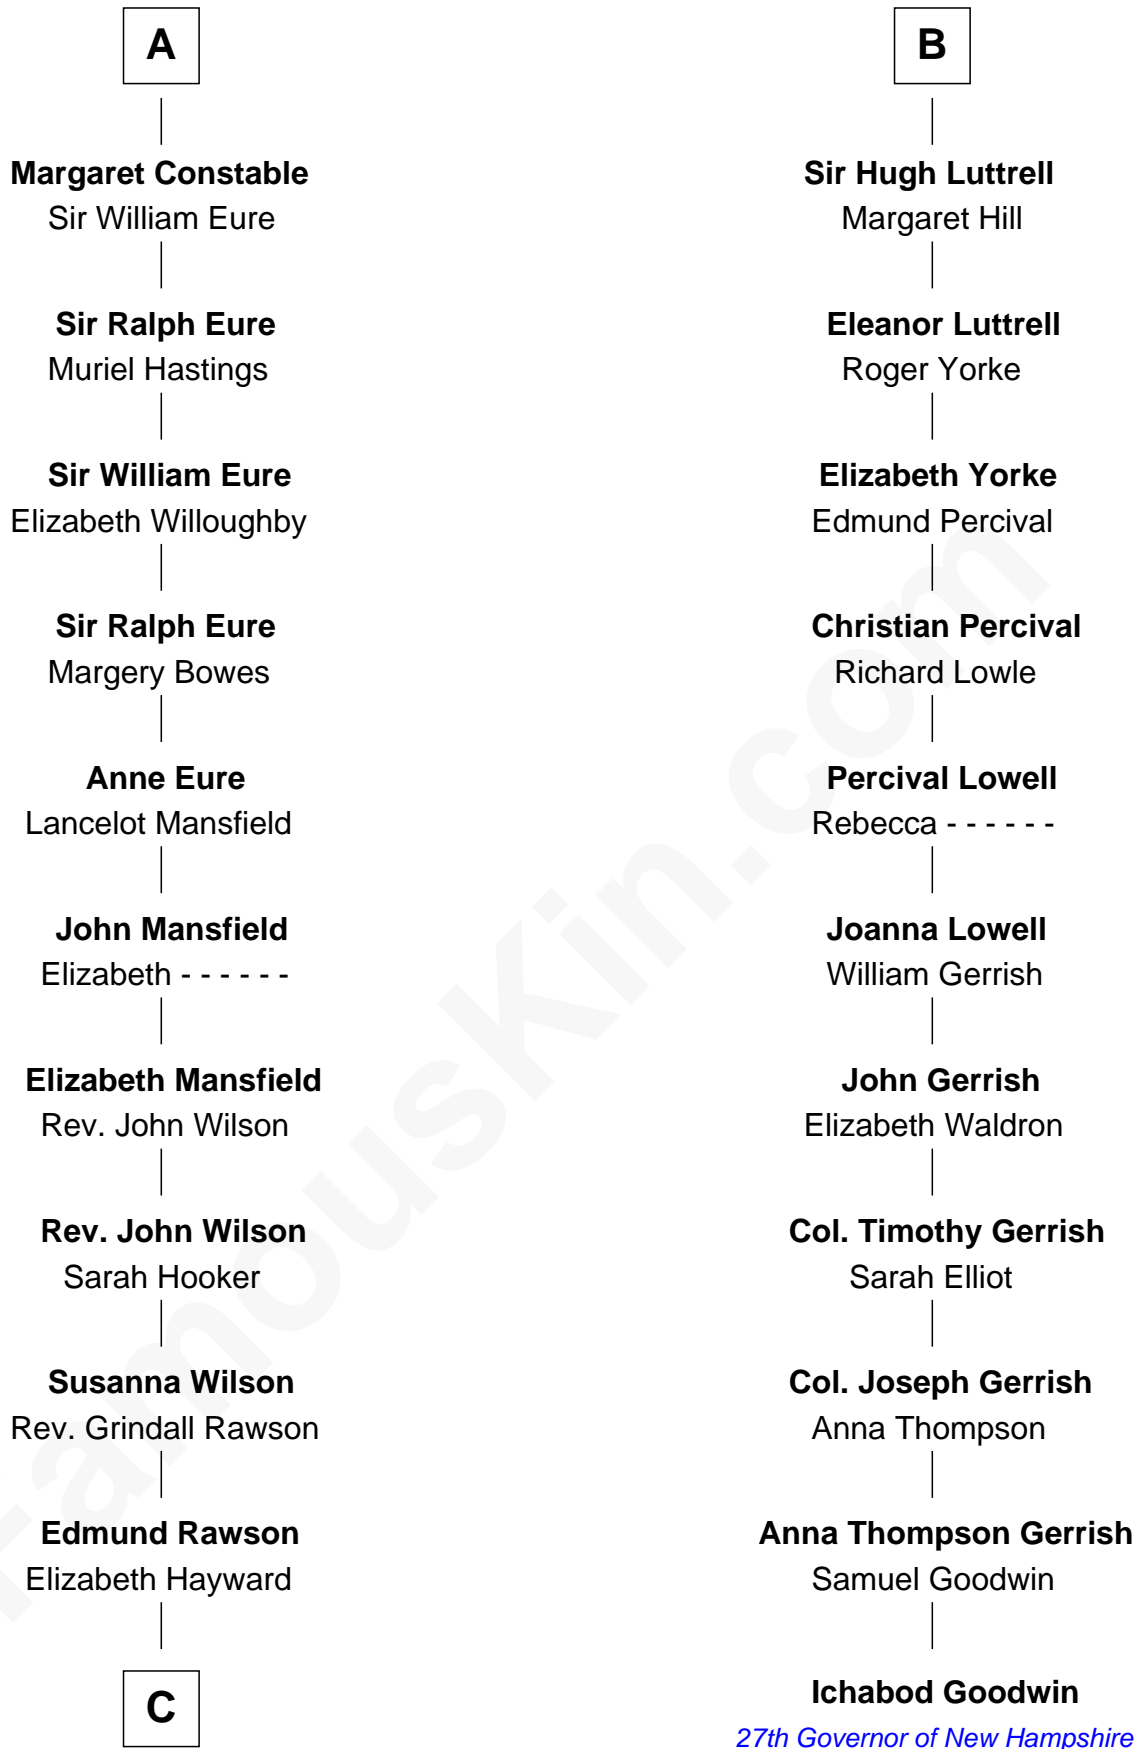 A
Margaret Constable
Sir William Eure
Sir Ralph Eure
Muriel Hastings
Sir William Eure
Elizabeth Willoughby
Sir Ralph Eure
Margery Bowes
Anne Eure
Lancelot Mansfield
John Mansfield
Elizabeth - - - - - -
Elizabeth Mansfield
Rev. John Wilson
Rev. John Wilson
Sarah Hooker
Susanna Wilson
Rev. Grindall Rawson
Edmund Rawson
Elizabeth Hayward
C
B
Sir Hugh Luttrell
Margaret Hill
Eleanor Luttrell
Roger Yorke
Elizabeth Yorke
Edmund Percival
Christian Percival
Richard Lowle
Percival Lowell
Rebecca - - - - - -
Joanna Lowell
William Gerrish
John Gerrish
Elizabeth Waldron
Col. Timothy Gerrish
Sarah Elliot
Col. Joseph Gerrish
Anna Thompson
Anna Thompson Gerrish
Samuel Goodwin
Ichabod Goodwin
27th Governor of New Hampshire
FamousKin.com